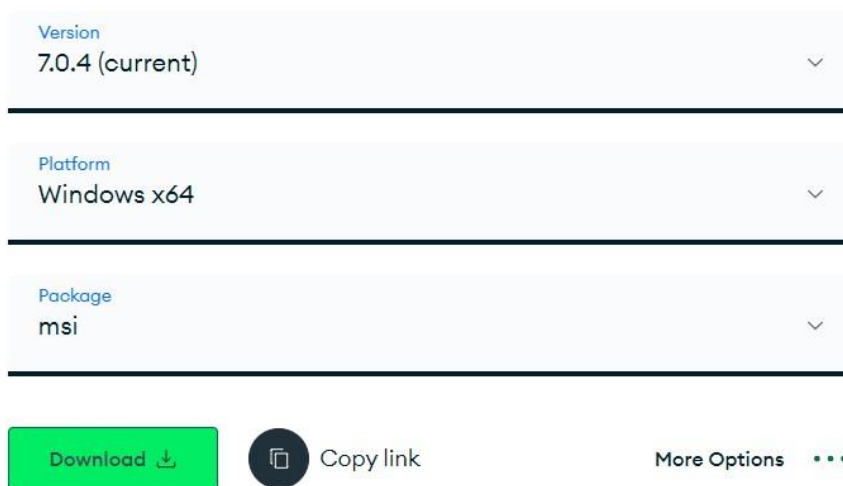 Version
7.0.4 (current)
Platform
Windows x64
Package
msi
Download
Copy link
More Options